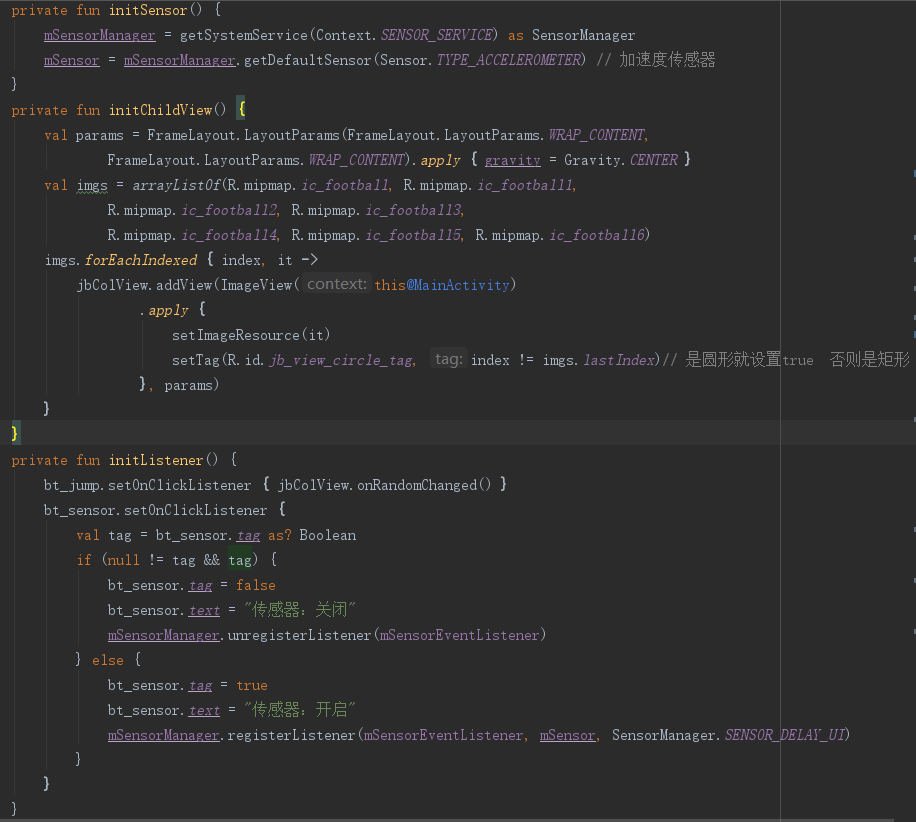 private fun initSensor() {
    mSensorManager = getSystemService(Context.SENSOR_SERVICE) as SensorManager
    mSensor = mSensorManager.getDefaultSensor(Sensor.TYPE_ACCELEROMETER) // 加速度传感器
}
private fun initChildView() {
    val params = FrameLayout.LayoutParams(FrameLayout.LayoutParams.WRAP_CONTENT,
            FrameLayout.LayoutParams.WRAP_CONTENT).apply { gravity = Gravity.CENTER }
    val imgs = arrayListOf(R.mipmap.ic_football, R.mipmap.ic_football1,
            R.mipmap.ic_football2, R.mipmap.ic_football3,
            R.mipmap.ic_football4, R.mipmap.ic_football5, R.mipmap.ic_football6)
    imgs.forEachIndexed { index, it ->
        jbColView.addView(ImageView( context: this@MainActivity)
                .apply {
                    setImageResource(it)
                    setTag(R.id.jb_view_circle_tag, tag: index != imgs.lastIndex)// 是圆形就设置true 否则是矩形
                }, params)
    }
}
private fun initListener() {
    bt_jump.setOnClickListener { jbColView.onRandomChanged() }
    bt_sensor.setOnClickListener {
        val tag = bt_sensor.tag as? Boolean
        if (null != tag && tag) {
            bt_sensor.tag = false
            bt_sensor.text = "传感器：关闭"
            mSensorManager.unregisterListener(mSensorEventListener)
        } else {
            bt_sensor.tag = true
            bt_sensor.text = "传感器：开启"
            mSensorManager.registerListener(mSensorEventListener, mSensor, SensorManager.SENSOR_DELAY_UI)
        }
    }
}